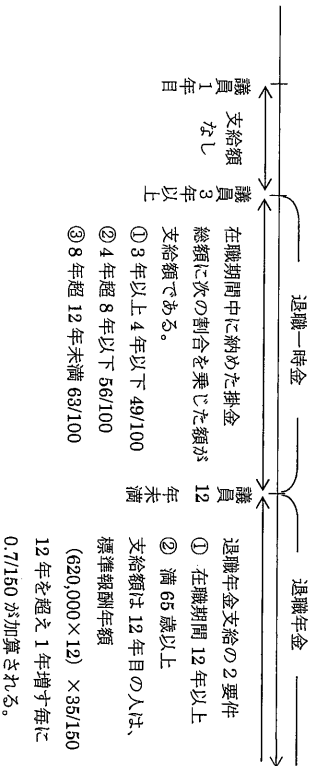 退職一時金
退職年金
議員1年目
支給額
なし
議員3年以上
在職期間中に納めた掛金
総額に次の割合を乗じた額が
支給額である。
①3年以上4年以下 49/100
②4年超8年以下 56/100
③8年超12年未満 63/100
議員12年未満
退職年金支給の2要件
① 在職期間12年以上
② 満65歳以上
支給額は12年目の人は、
標準報酬年額
(620,000×12) ×35/150
12年を超え1年増す毎に
0.7/150が加算される。